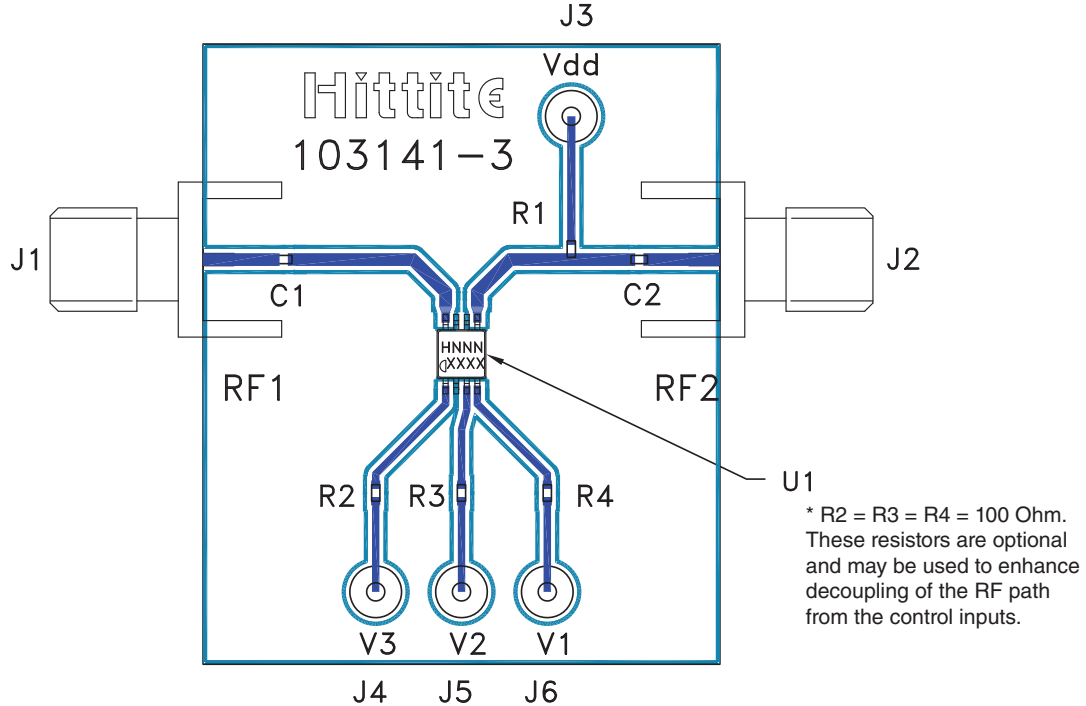 J3
Vdd
Hittite
103141-3
R1
J1
J2
C1
C2
HNNN
XXXX
RF1
RF2
U1
R2
R3
R4
* R2 = R3 = R4 = 100 Ohm.
These resistors are optional
and may be used to enhance
decoupling of the RF path
from the control inputs.
V3
V2
V1
J4
J5
J6